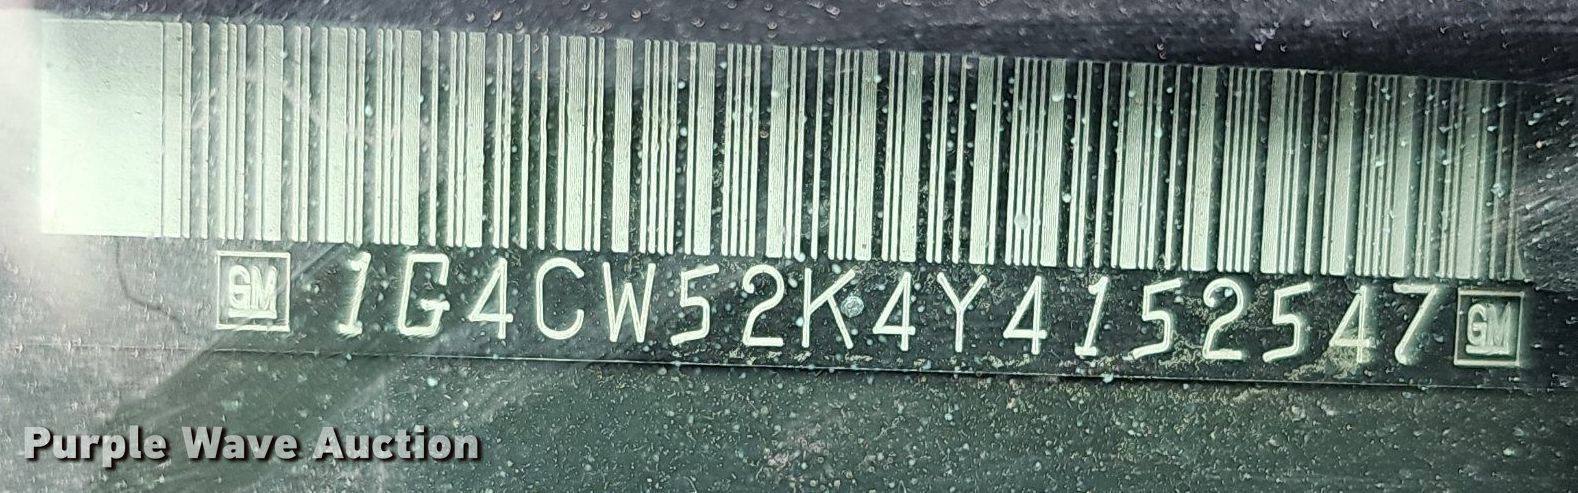 GM 1G4CW52K4Y4152547 GM
Purple Wave Auction